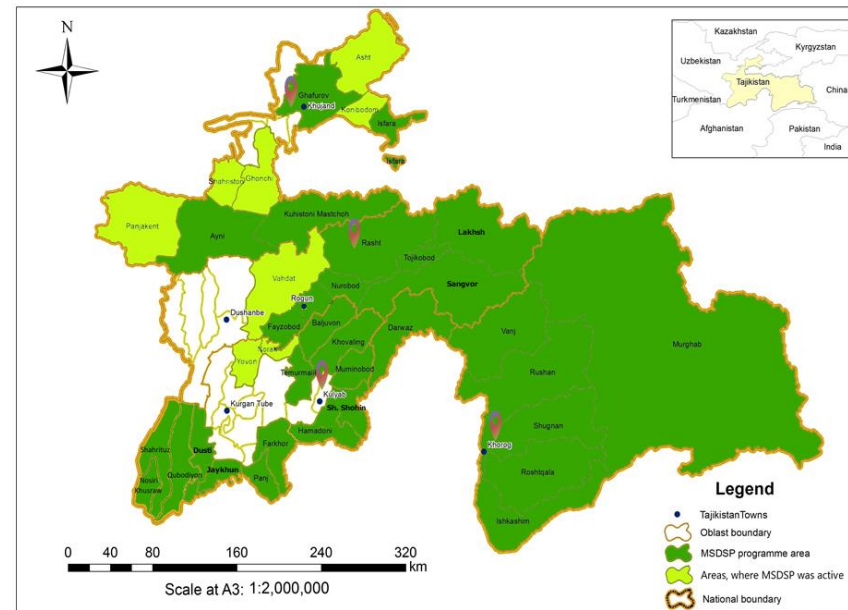 N
Kazakhstan
Uzbekistan
Kyrgyzstan
Tajikistan
China
Turkmenistan
Afghanistan
Pakistan
India
Asht
Ghafurov
Khujand
Konibodom
Isfara
Isfara
Shahriston
Ghonchi
Panjakent
Ayni
Kuhistoni Mastchoh
Rasht
Lakhsh
Tojikobod
Sangvor
Vahdat
Nurobod
Rogun
Dushanbe
Fayzobod
Baljuvon
Darwaz
Vanj
Murghab
Khovaling
Norak
Yovon
Temurmalik
Muminobod
Rushan
Kulyab
Kurgan Tube
Sh. Shohin
Shugnan
Khorog
Hamadoni
Farkhor
Shahrituz
Dusti
Qubodiyon
Jaykhun
Panj
Nosiri
Khusraw
Roshtqala
Ishkashim
Legend
TajikistanTowns
Oblast boundary
MSDSP programme area
Areas, where MSDSP was active
National boundary
0 40 80 160 240 320
km
Scale at A3: 1:2,000,000